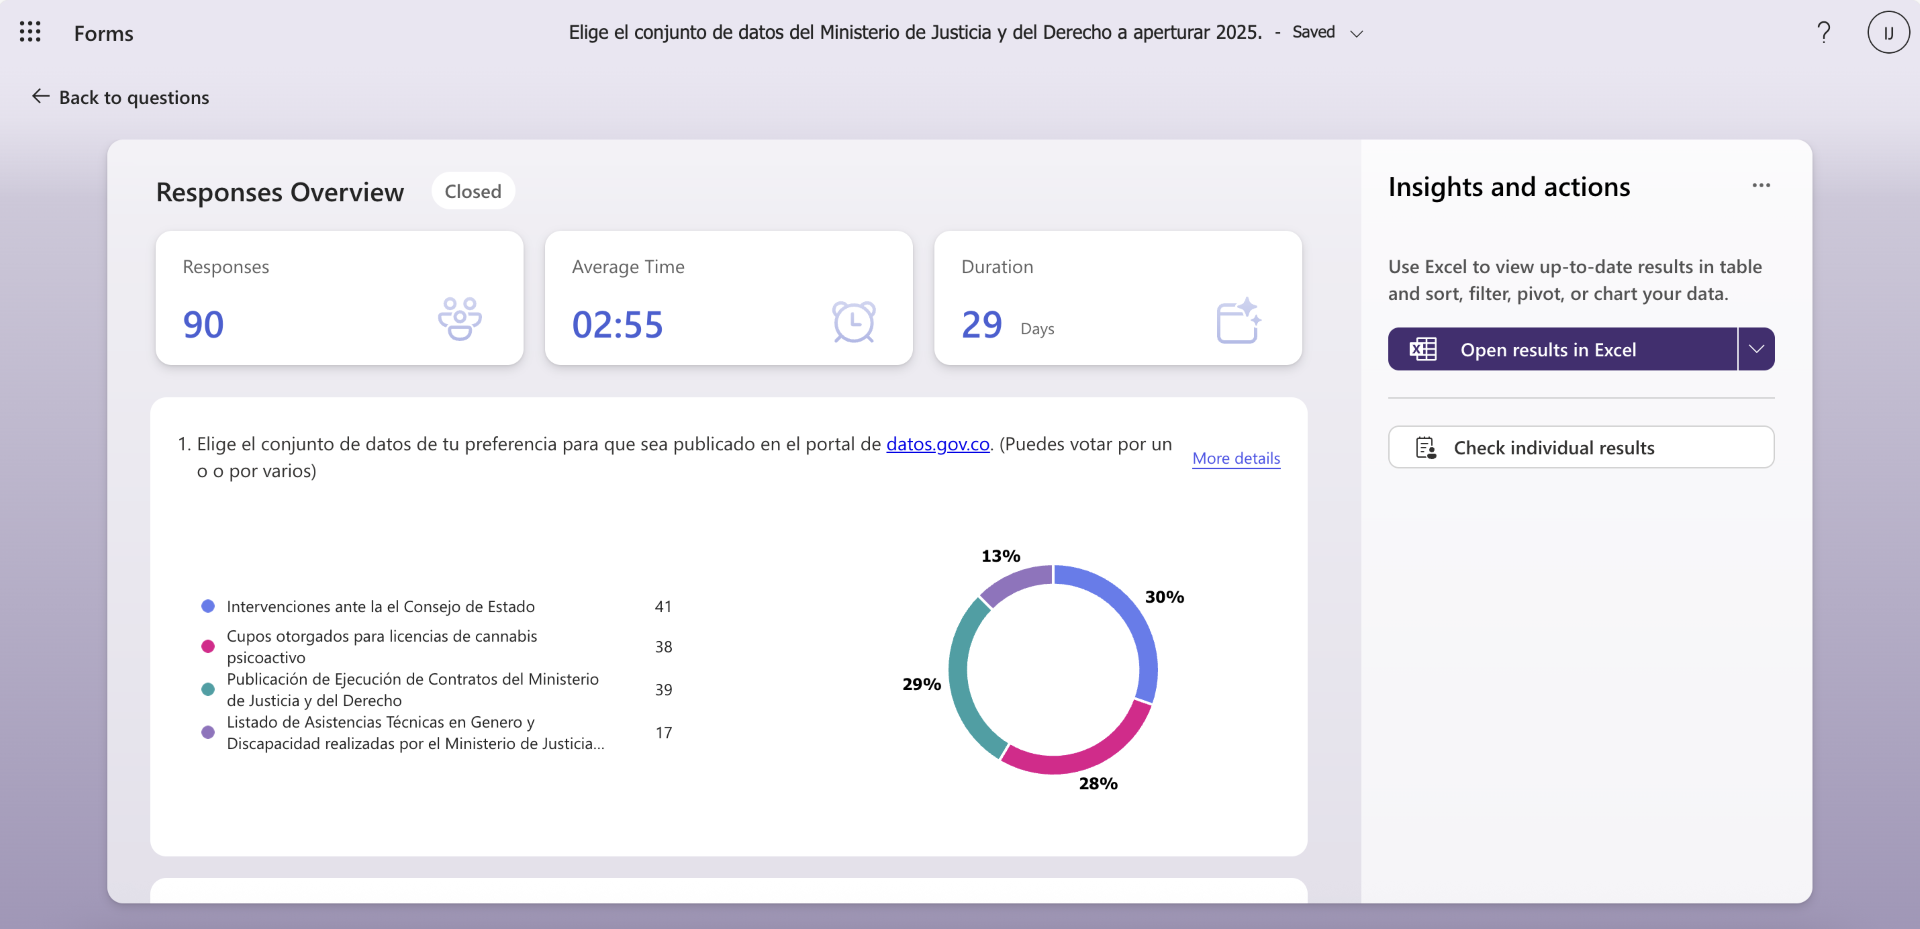 Forms
Elige el conjunto de datos del Ministerio de Justicia y del Derecho a aperturar 2025. - Saved
?
IJ
Back to questions
Responses Overview
Closed
Responses
90
Average Time
02:55
Duration
29 Days
1. Elige el conjunto de datos de tu preferencia para que sea publicado en el portal de datos.gov.co. (Puedes votar por un
o o por varios)
More details
Intervenciones ante la el Consejo de Estado 41
Cupos otorgados para licencias de cannabis
psicoactivo
38
Publicación de Ejecución de Contratos del Ministerio
de Justicia y del Derecho
39
Listado de Asistencias Técnicas en Genero y
Discapacidad realizadas por el Ministerio de Justicia...
17
13%
30%
29%
28%
Insights and actions
Use Excel to view up-to-date results in table
and sort, filter, pivot, or chart your data.
Open results in Excel
Check individual results